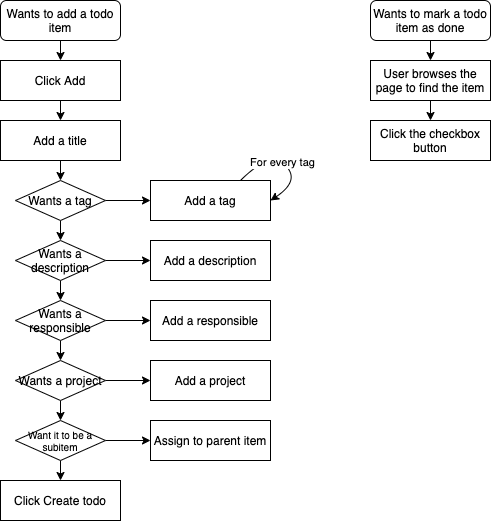 Wants to add a todo
item
Click Add
Add a title
For every tag
Wants a tag
Add a tag
Wants a
description
Add a description
Wants a
responsible
Add a responsible
Wants a project
Add a project
Want it to be a
subitem
Assign to parent item
Click Create todo
Wants to mark a todo
item as done
User browses the
page to find the item
Click the checkbox
button